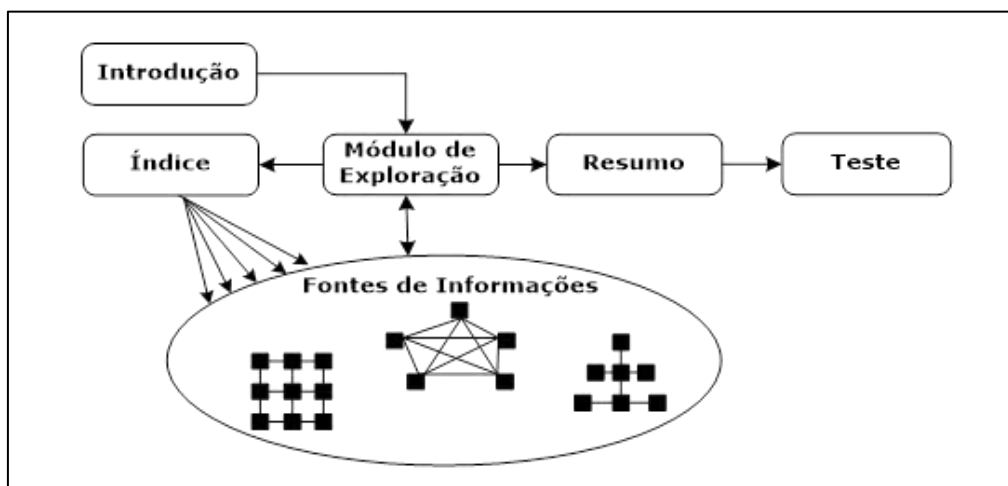 Introdução
Índice
Módulo de
Exploração
Resumo
Teste
Fontes de Informações